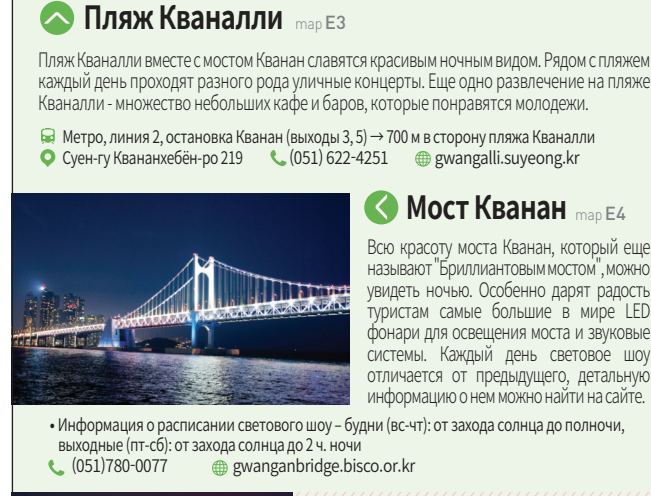 Пляж Кваналли map E3
Пляж Кваналли вместе с мостом Кванан славятся красивым ночным видом. Рядом с пляжем
каждый день проходят разного рода уличные концерты. Еще одно развлечение на пляже
Кваналли - множество небольших кафе и баров, которые понравятся молодежи.
Метро, линия 2, остановка Кванан (выходы 3, 5) → 700 м в сторону пляжа Кваналли
Суен-гу Квананхебён-ро 219 (051) 622-4251 gwangalli.suyeong.kr
Мост Кванан map E4
Всю красоту моста Кванан, который еще
называют "Бриллиантовым мостом", можно
увидеть ночью. Особенно дарят радость
туристам самые большие в мире LED
фонари для освещения моста и звуковые
системы. Каждый день световое шоу
отличается от предыдущего, детальную
информацию о нем можно найти на сайте.
• Информация о расписании светового шоу – будни (вс-чт): от захода солнца до полночи,
выходные (пт-сб): от захода солнца до 2 ч. ночи
(051)780-0077 gwanganbridge.bisco.or.kr